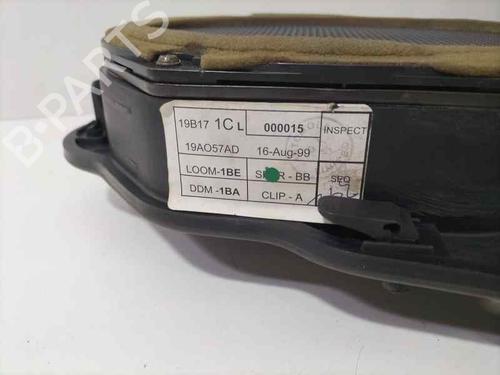 19B17 1C L 000015 INSPECT
19AO57AD 16-Aug-99
LOOM-1BE - BB SEQ
DDM -1BA CLIP - A
B-PARTS